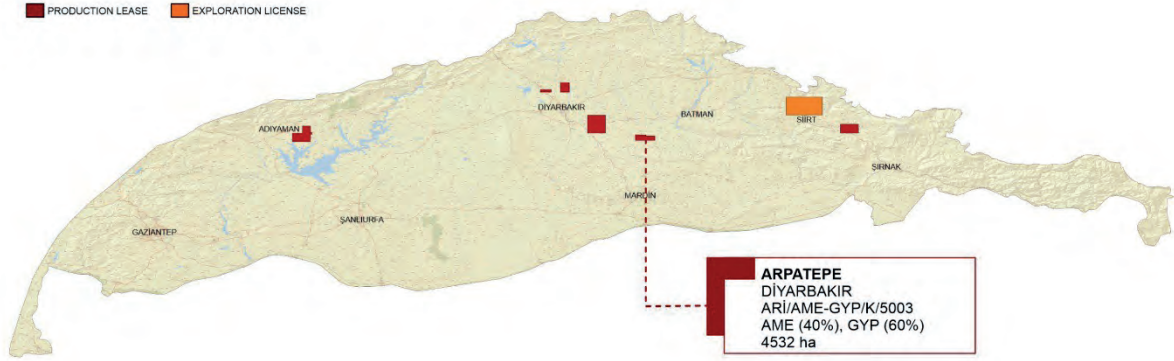 PRODUCTION LEASE
EXPLORATION LICENSE
DİYARBAKIR
BATMAN
SİİRT
ADIYAMAN
ŞIRNAK
MARDİN
ŞANLIURFA
GAZİANTEP
ARPATEPE
DİYARBAKIR
ARİ/AME-GYP/K/5003
AME (40%), GYP (60%)
4532 ha